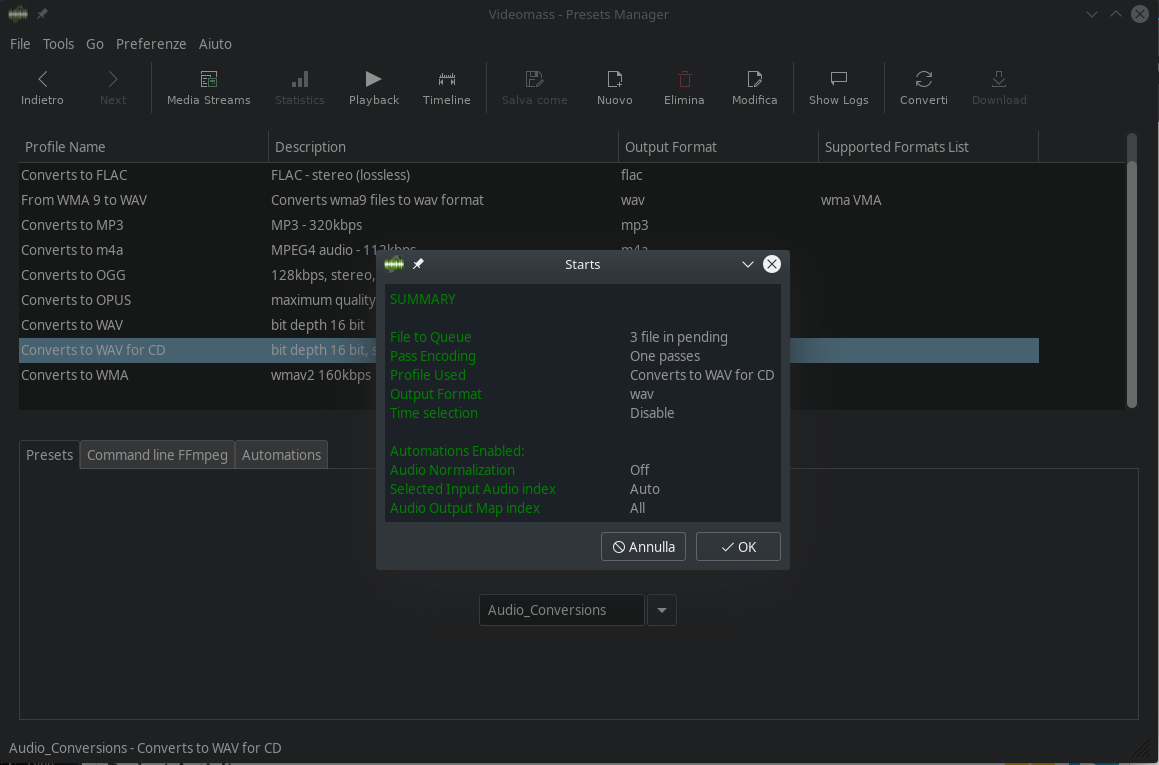 Videomass - Presets Manager
File Tools Go Preferenze Aiuto
Indietro Next Media Streams Statistics Playback Timeline Salva come Nuovo Elimina Modifica Show Logs Converti Download
Profile Name Description Output Format Supported Formats List
Converts to FLAC FLAC - stereo (lossless) flac
From WMA 9 to WAV Converts wma9 files to wav format wav wma VMA
Converts to MP3 MP3 - 320kbps mp3
Converts to m4a MPEG4 audio - 112kbps m4a
Converts to OGG 128kbps, stereo,
Converts to OPUS maximum quality
Converts to WAV bit depth 16 bit
Converts to WAV for CD bit depth 16 bit, s
Converts to WMA wmav2 160kbps
Starts
SUMMARY
File to Queue 3 file in pending
Pass Encoding One passes
Profile Used Converts to WAV for CD
Output Format wav
Time selection Disable
Automations Enabled:
Audio Normalization Off
Selected Input Audio index Auto
Audio Output Map index All
Annulla OK
Presets Command line FFmpeg Automations
Audio_Conversions
Audio_Conversions - Converts to WAV for CD